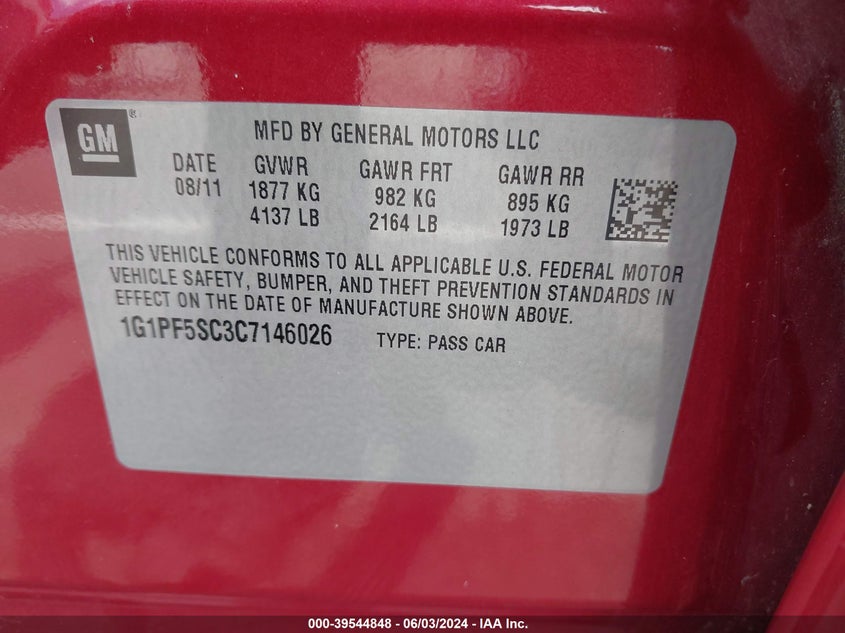 GM
MFD BY GENERAL MOTORS LLC
DATE GVWR GAWR FRT GAWR RR
08/11 1877 KG 982 KG 895 KG
4137 LB 2164 LB 1973 LB
THIS VEHICLE CONFORMS TO ALL APPLICABLE U.S. FEDERAL MOTOR
VEHICLE SAFETY, BUMPER, AND THEFT PREVENTION STANDARDS IN
EFFECT ON THE DATE OF MANUFACTURE SHOWN ABOVE.
1G1PF5SC3C7146026 TYPE: PASS CAR
000-39544848 - 06/03/2024 - IAA Inc.